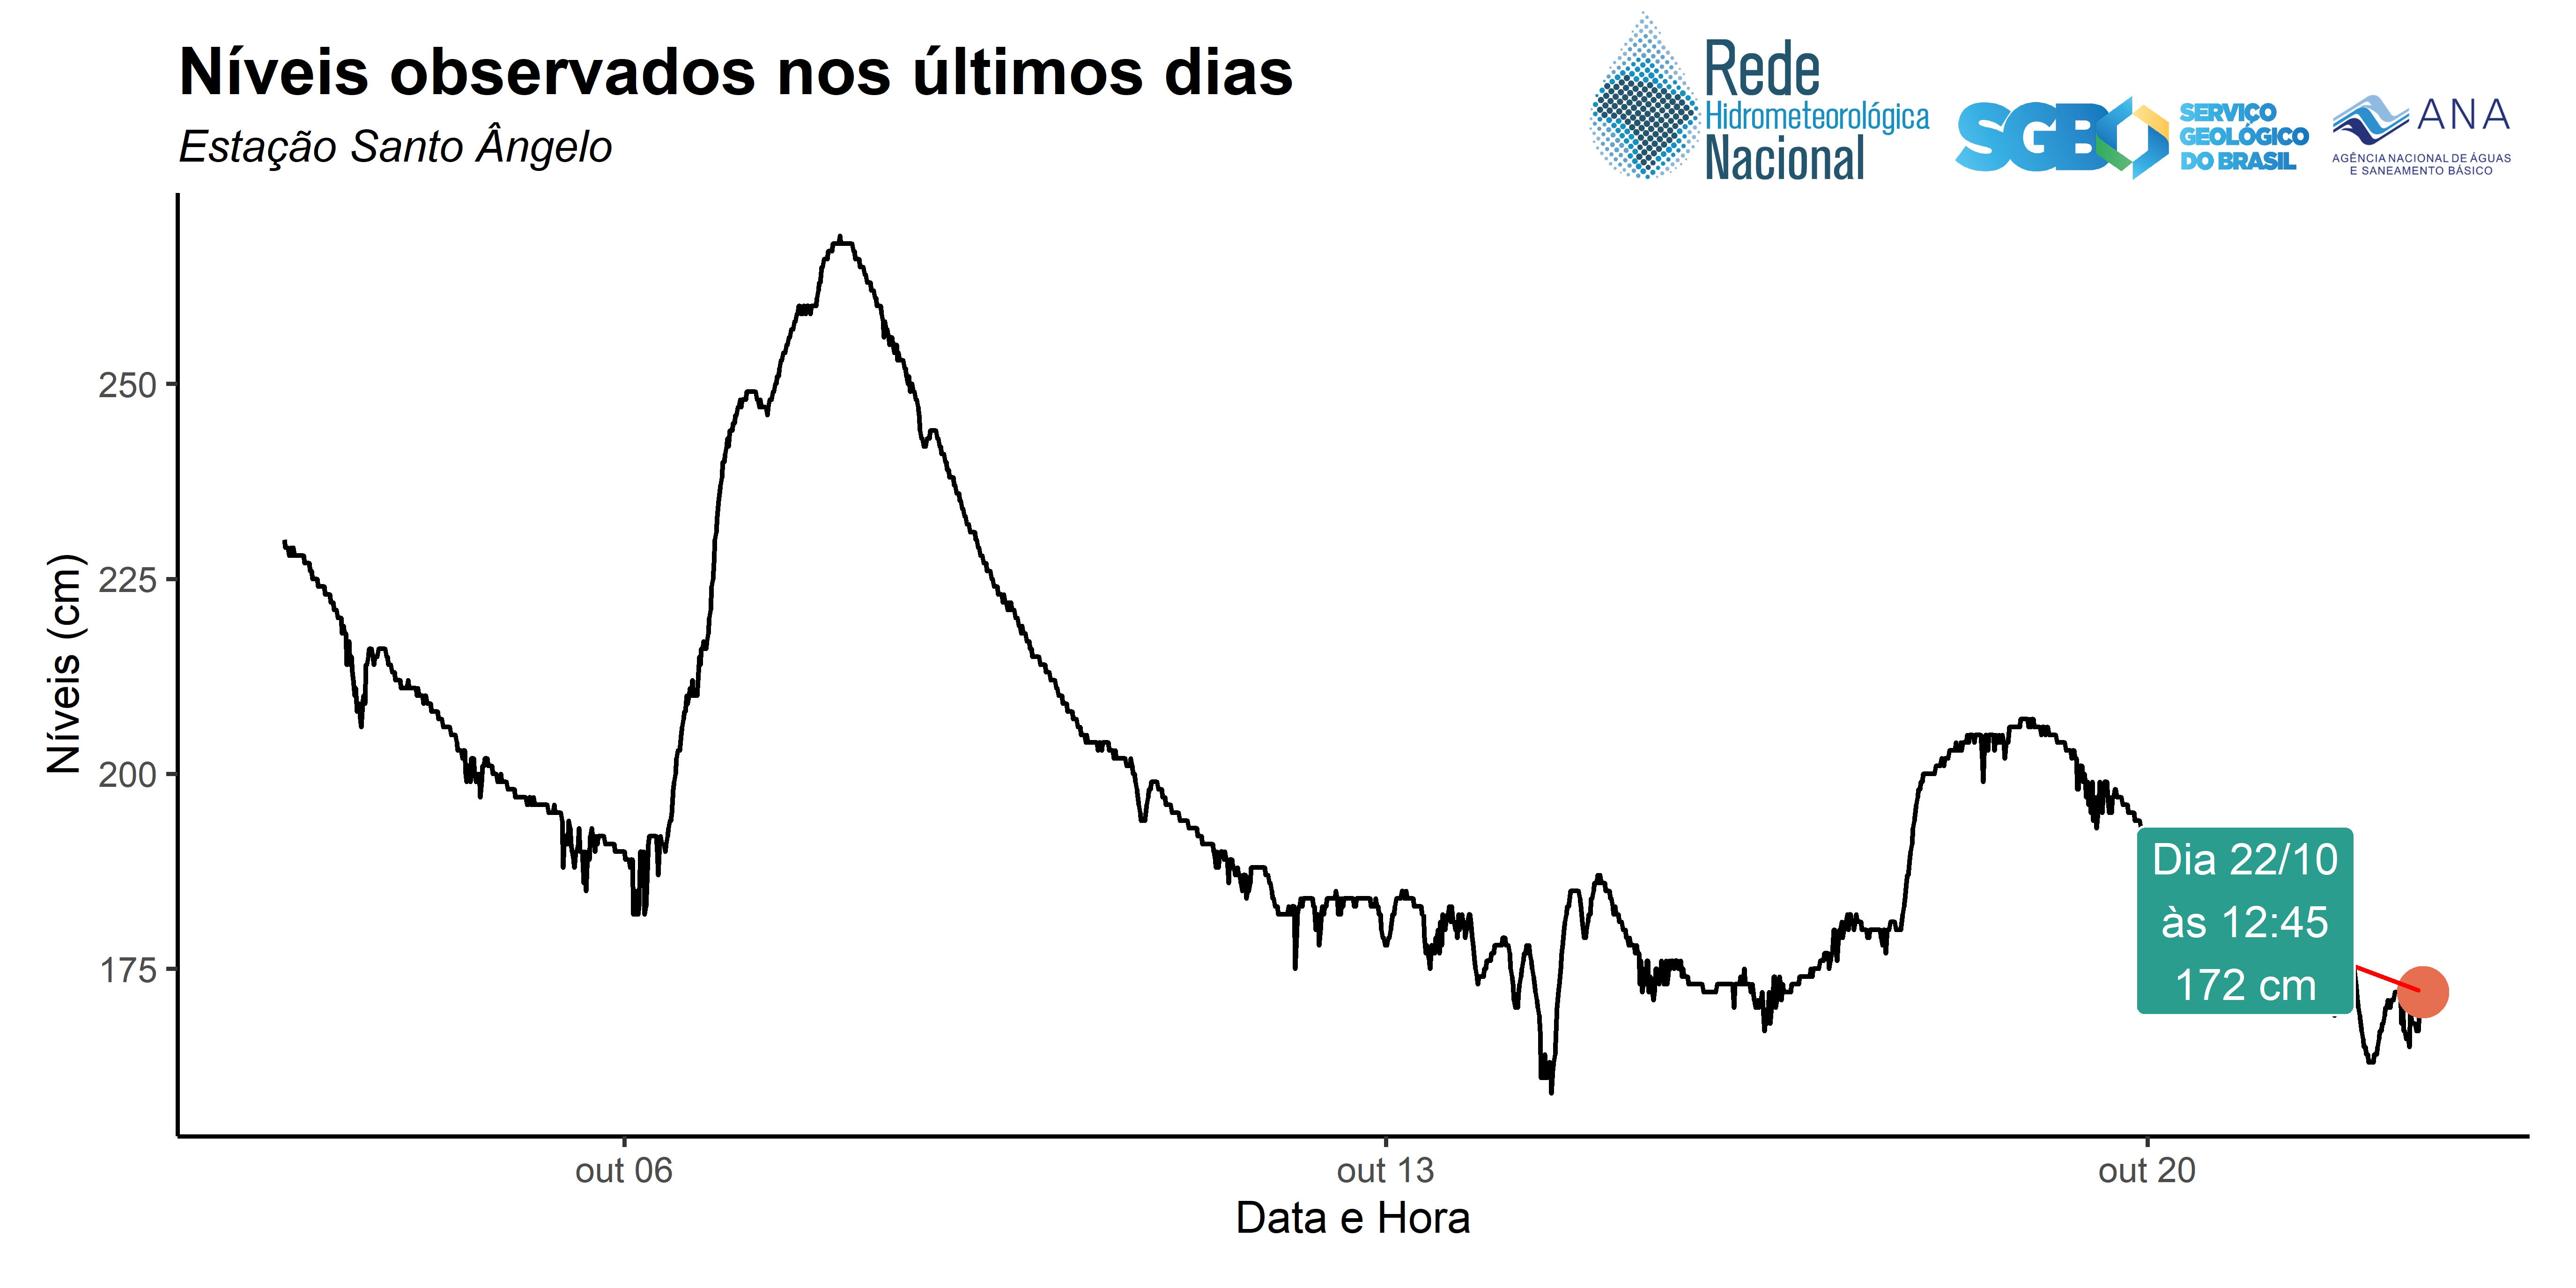 Níveis observados nos últimos dias
Estação Santo Ângelo
Rede
Hidrometeorológica
Nacional
SGB
SERVIÇO
GEOLÓGICO
DO BRASIL
ANA
AGÊNCIA NACIONAL DE ÁGUAS
E SANEAMENTO BÁSICO
Níveis (cm)
250
225
200
175
Dia 22/10
às 12:45
172 cm
out 06
out 13
out 20
Data e Hora